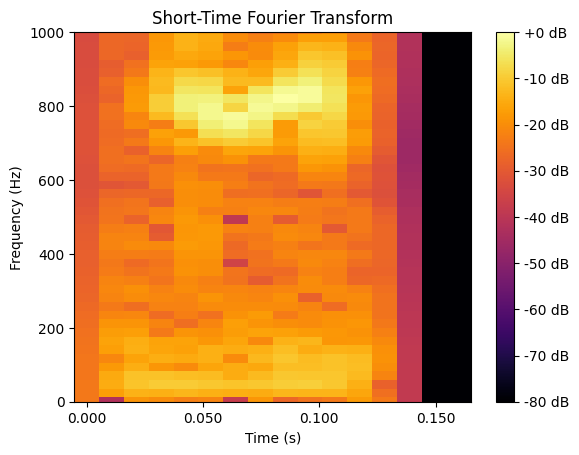 Short-Time Fourier Transform
1000
800
600
400
200
0
Frequency (Hz)
0.000
0.050
0.100
0.150
Time (s)
+0 dB
-10 dB
-20 dB
-30 dB
-40 dB
-50 dB
-60 dB
-70 dB
-80 dB